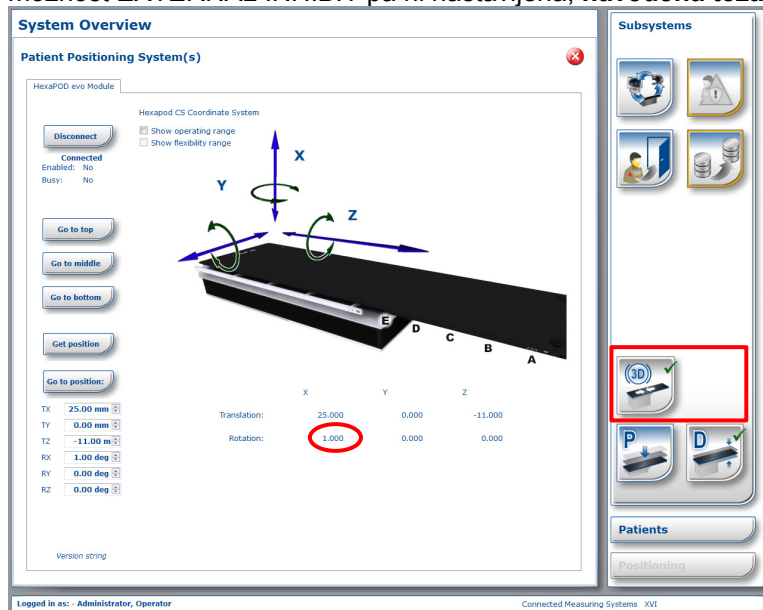 System Overview
Subsystems
Patient Positioning System(s)
HexaPOD evo Module
Hexapod CS Coordinate System
Disconnect
Show operating range
Show flexibility range
Connected
Enabled: No
Busy: No
X
Y
Z
Go to top
Go to middle
Go to bottom
E
D
C
B
A
Get position
Go to position:
(3D)
X Y Z
TX 25.00 mm
Translation: 25.000 0.000 -11.000
TY 0.00 mm
TZ -11.00 m
Rotation: 1.000 0.000 0.000
RX 1.00 deg
RY 0.00 deg
RZ 0.00 deg
P
D
Patients
Version string
Positioning
Logged in as: - Administrator, Operator
Connected Measuring Systems XVI